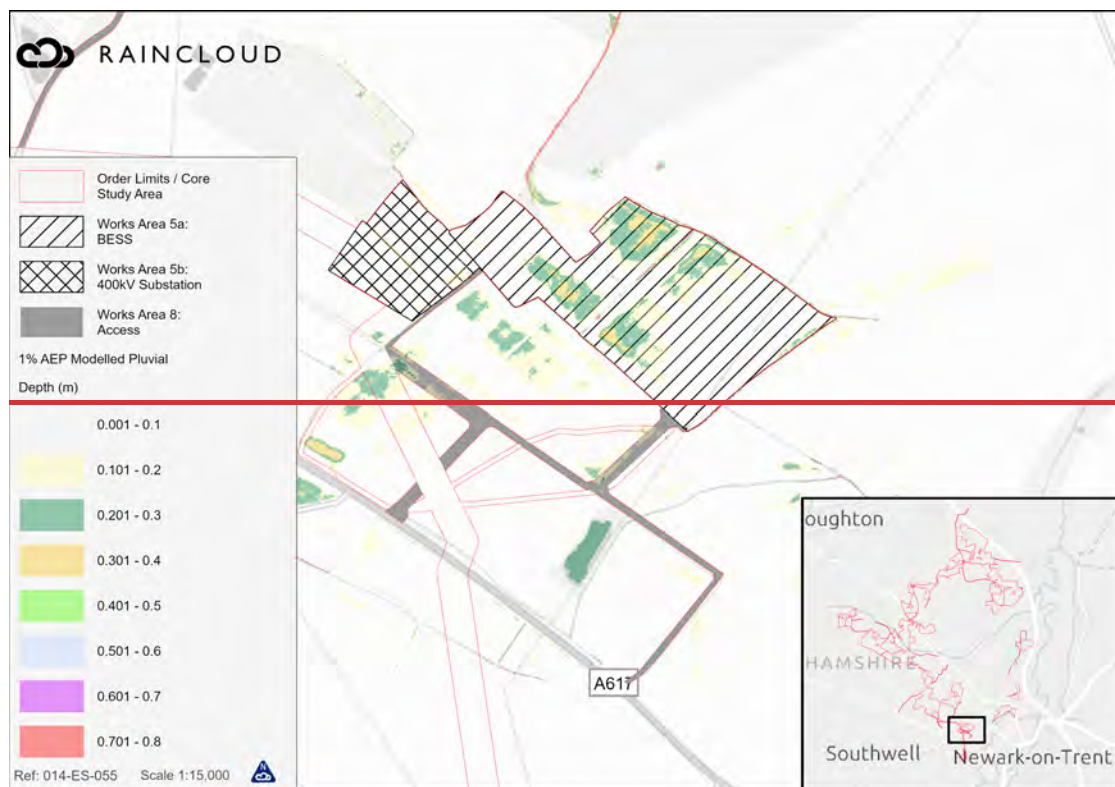 RAINCLOUD
Order Limits / Core
Study Area
Works Area 5a:
BESS
Works Area 5b:
400kV Substation
Works Area 8:
Access
1% AEP Modelled Pluvial
Depth (m)
0.001 - 0.1
0.101 - 0.2
0.201 - 0.3
0.301 - 0.4
0.401 - 0.5
0.501 - 0.6
0.601 - 0.7
0.701 - 0.8
Ref: 014-ES-055 Scale 1:15,000
N
A617
oughton
HAMSHIRE
Southwell
Newark-on-Trent